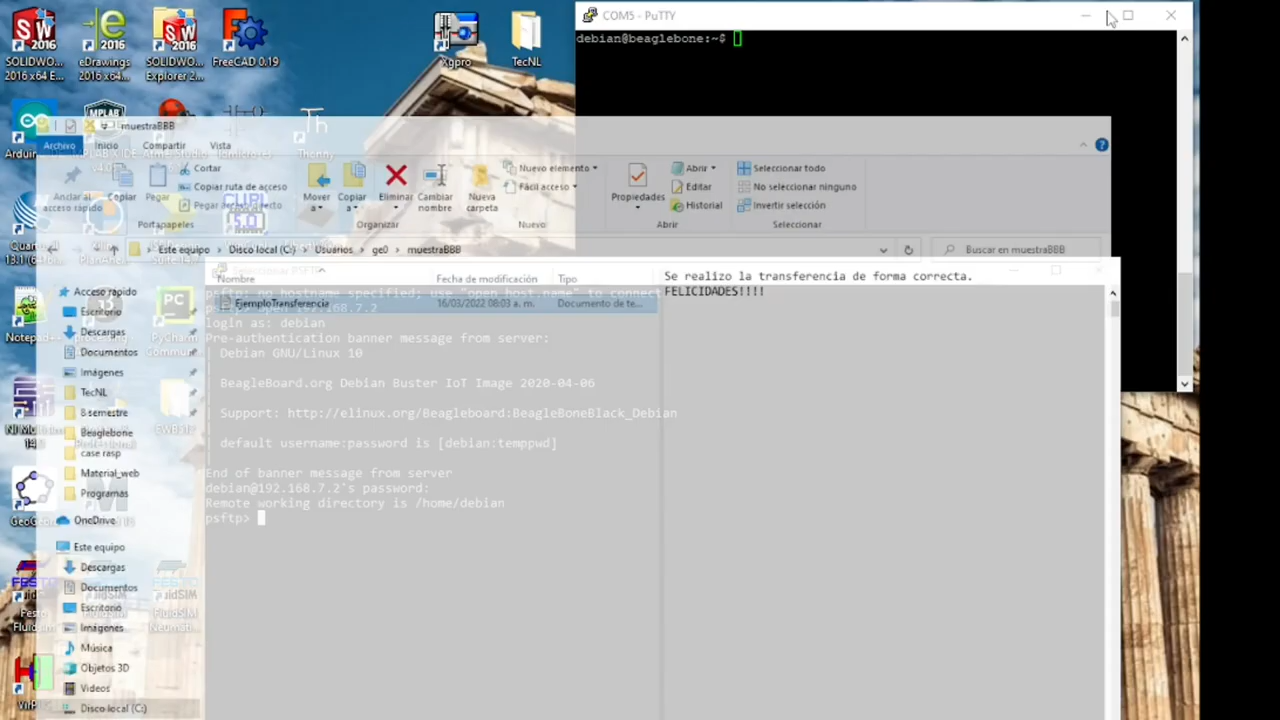 SOLIDWO...
2016 x64 E...
eDrawings
2016 x64...
SOLIDWO...
Explorer 2...
FreeCAD 0.19
Xgpro
TecNL
COM5 - PuTTY
debian@beaglebone:~$
muestraBBB
Archivo
Inicio
Compartir
Vista
Anclar al
acceso rápido
Copiar
Pegar
Cortar
Copiar ruta de acceso
Pegar acceso directo
Portapapeles
Mover
a
Copiar
a
Eliminar
Cambiar
nombre
Organizar
Nueva
carpeta
Nuevo elemento
Fácil acceso
Nuevo
Propiedades
Abrir
Editar
Historial
Abrir
Seleccionar todo
No seleccionar ninguno
Invertir selección
Seleccionar
Este equipo
Disco local (C:)
Usuarios
ge0
muestraBBB
Buscar en muestraBBB
Nombre
Fecha de modificación
Tipo
EjemploTransferencia
16/03/2022 08:03 a. m.
Documento de te...
Se realizo la transferencia de forma correcta.
FELICIDADES!!!!
psftp: no hostname specified; use "open host.name" to connect
psftp> open 192.168.7.2
login as: debian
Pre-authentication banner message from server:
| Debian GNU/Linux 10
|
| BeagleBoard.org Debian Buster IoT Image 2020-04-06
|
| Support: http://elinux.org/Beagleboard:BeagleBoneBlack_Debian
|
| default username:password is [debian:temppwd]
|
End of banner message from server
debian@192.168.7.2's password:
Remote working directory is /home/debian
psftp>
Acceso rápido
Escritorio
Descargas
Documentos
Imágenes
TecNL
8 semestre
Beaglebone
case rasp
Material_web
Programas
OneDrive
Este equipo
Descargas
Documentos
Escritorio
Imágenes
Música
Objetos 3D
Videos
Disco local (C:)